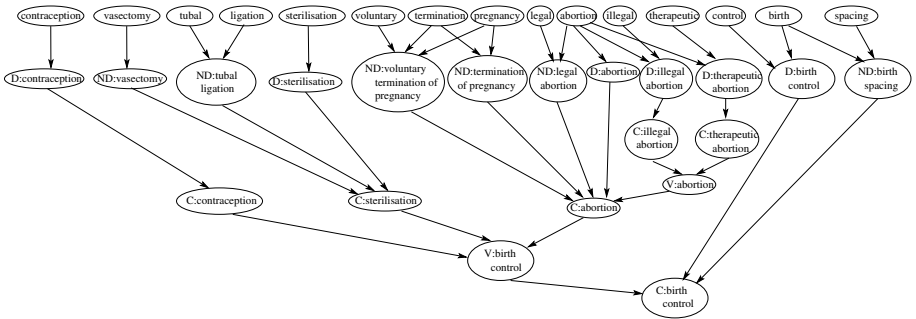 contraception vasectomy tubal ligation sterilisation voluntary termination pregnancy legal abortion illegal therapeutic control birth spacing
D:contraception ND:vasectomy ND:tubal
ligation
D:sterilisation
ND:voluntary
termination of
pregnancy
ND:termination
of pregnancy
ND:legal
abortion
D:abortion
D:illegal
abortion
D:therapeutic
abortion
D:birth
control
ND:birth
spacing
C:illegal
abortion
C:therapeutic
abortion
V:abortion
C:contraception C:sterilisation C:abortion
V:birth
control
C:birth
control